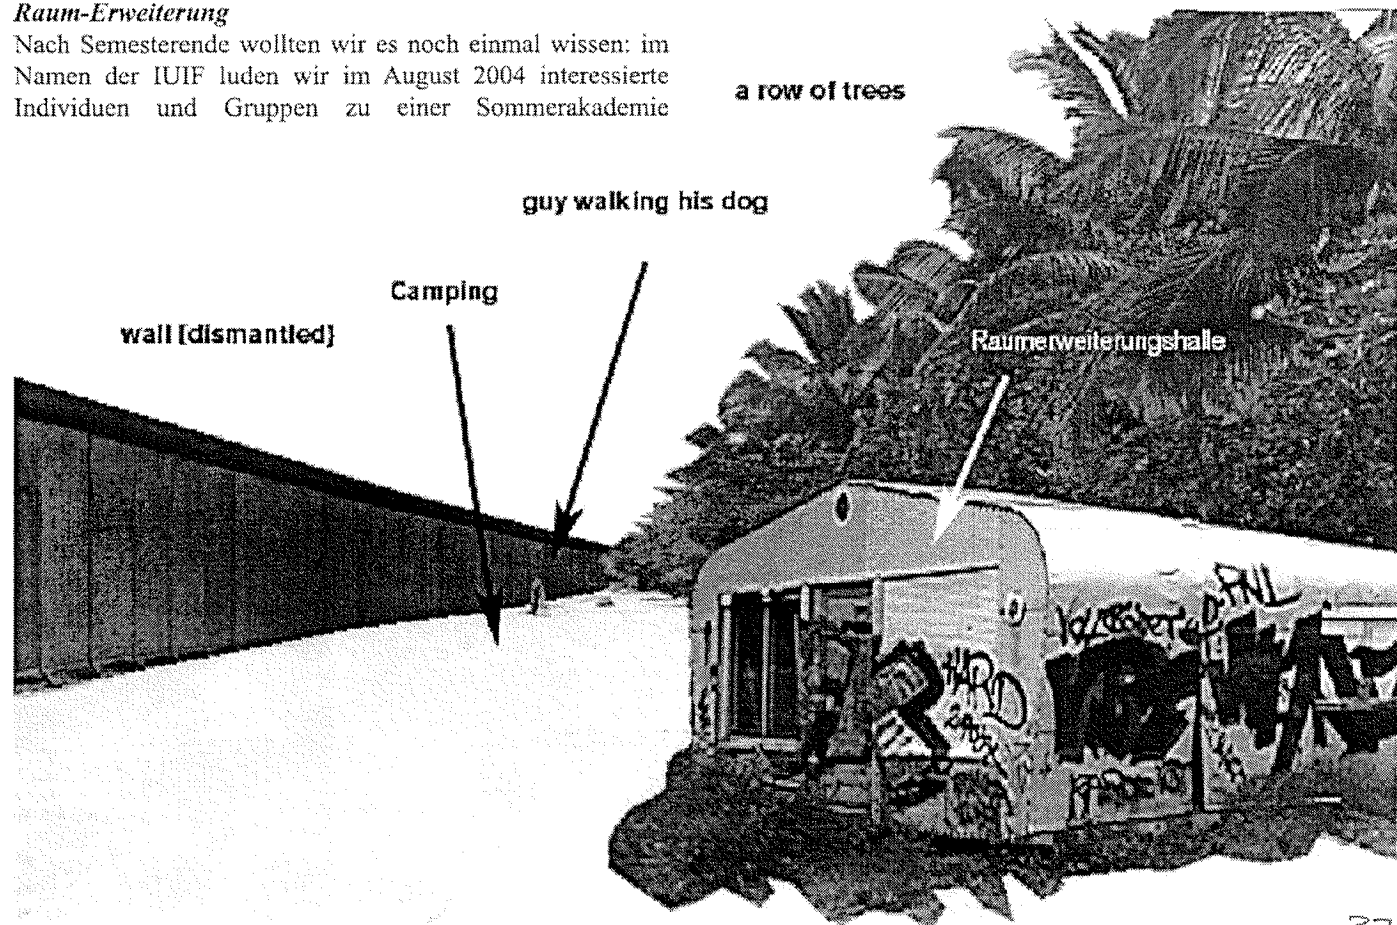 Raum-Erweiterung
Nach Semesterende wollten wir es noch einmal wissen: im
Namen der IUIF luden wir im August 2004 interessierte
Individuen und Gruppen zu einer Sommerakademie
a row of trees
guy walking his dog
Camping
wall [dismantled]
Raumerweiterungshalle
HARD